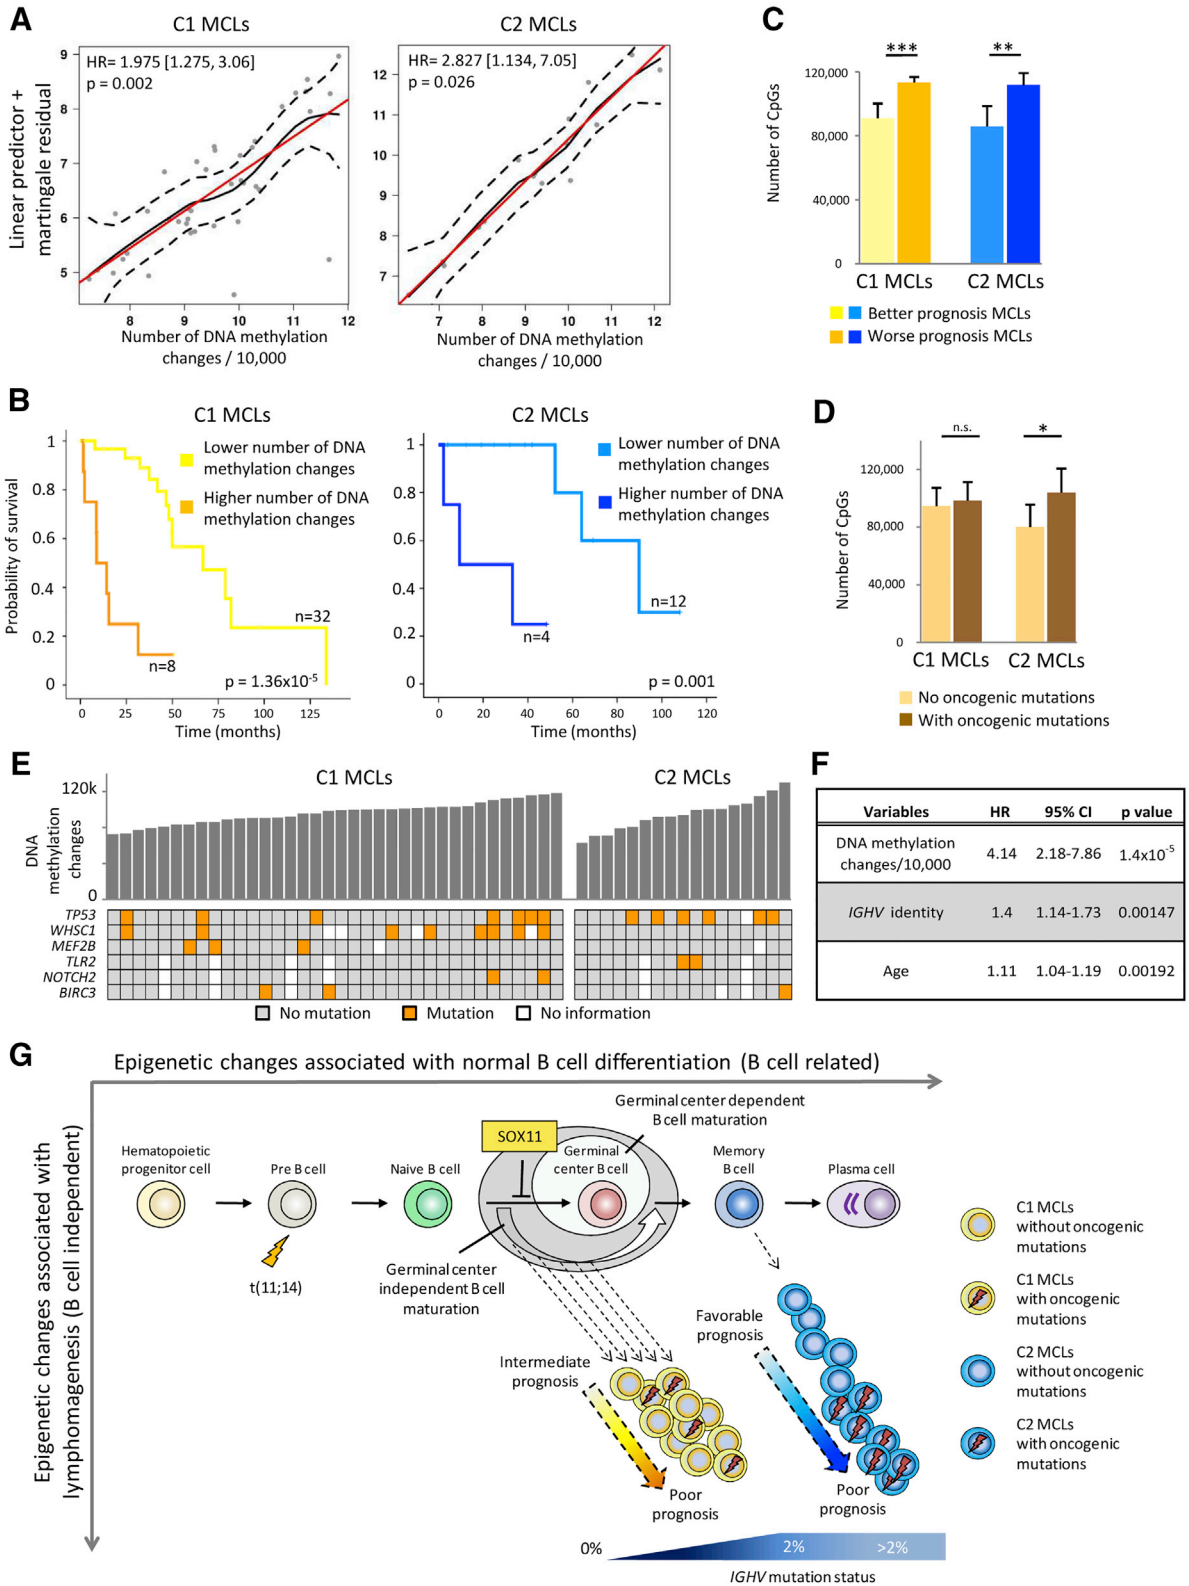 A
C1 MCLs
C2 MCLs
Linear predictor +
martingale residual
HR= 1.975 [1.275, 3.06]
p = 0.002
9
8
7
6
5
8
9
10
11
12
Number of DNA methylation
changes / 10,000
HR= 2.827 [1.134, 7.05]
p = 0.026
12
11
10
9
8
7
7
8
9
10
11
12
Number of DNA methylation
changes / 10,000
C
Number of CpGs
120,000
80,000
40,000
0
***
**
C1 MCLs
C2 MCLs
Better prognosis MCLs
Worse prognosis MCLs
B
C1 MCLs
Probability of survival
1
0.8
0.6
0.4
0.2
0
Lower number of DNA
methylation changes
Higher number of DNA
methylation changes
n=32
n=8
p = 1.36x10-5
0
25
50
75
100
125
Time (months)
C2 MCLs
1
0.8
0.6
0.4
0.2
0
Lower number of DNA
methylation changes
Higher number of DNA
methylation changes
n=12
n=4
p = 0.001
0
20
40
60
80
100
120
Time (months)
D
Number of CpGs
n.s.
*
120,000
80,000
40,000
0
C1 MCLs
C2 MCLs
No oncogenic mutations
With oncogenic mutations
E
C1 MCLs
C2 MCLs
DNA
methylation
changes
120k
0
TP53
WHSC1
MEF2B
TLR2
NOTCH2
BIRC3
No mutation
Mutation
No information
F
Variables HR 95% CI p value
DNA methylation
changes/10,000 4.14 2.18-7.86 1.4x10-5
IGHV identity 1.4 1.14-1.73 0.00147
Age 1.11 1.04-1.19 0.00192
G
Epigenetic changes associated with normal B cell differentiation (B cell related)
Epigenetic changes associated with
lymphomagenesis (B cell independent)
Hematopoietic
progenitor cell
Pre B cell
Naive B cell
SOX11
Germinal
center B cell
Germinal center dependent
B cell maturation
Memory
B cell
Plasma cell
t(11;14)
Germinal center
independent B cell
maturation
Intermediate
prognosis
Poor
prognosis
Favorable
prognosis
Poor
prognosis
C1 MCLs
without oncogenic
mutations
C1 MCLs
with oncogenic
mutations
C2 MCLs
without oncogenic
mutations
C2 MCLs
with oncogenic
mutations
0%
2%
>2%
IGHV mutation status